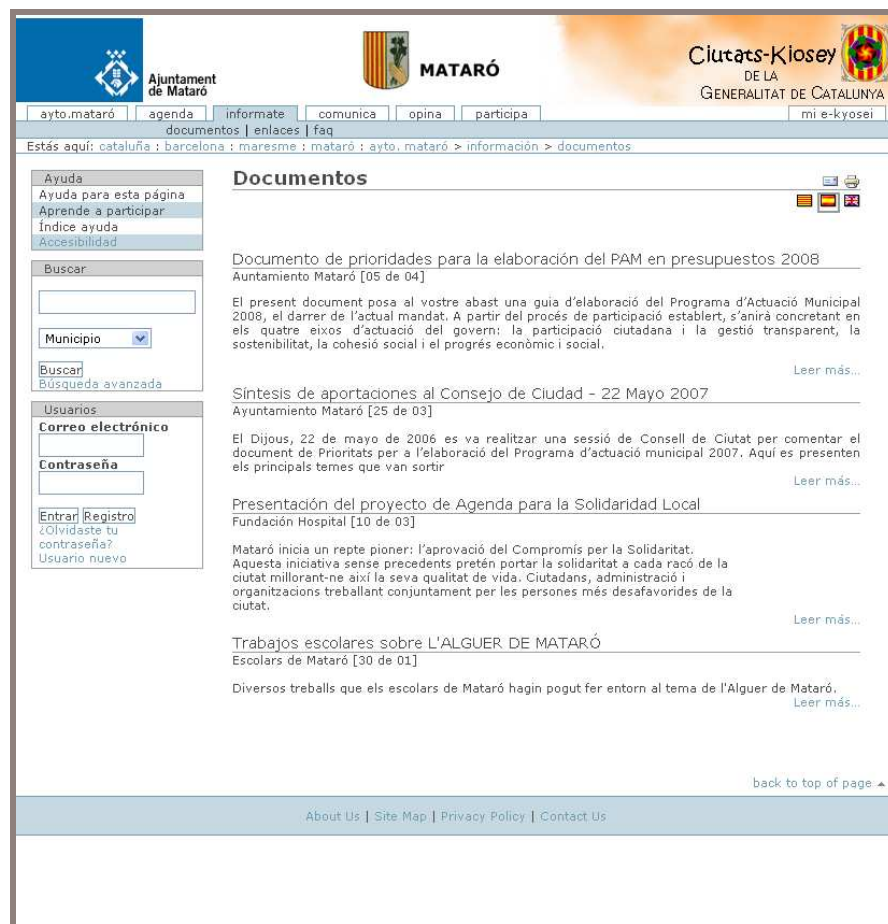 Ajuntament
de Mataró
MATARÓ
Ciutats-Kiosey
DE LA
GENERALITAT DE CATALUNYA
ayto.mataró agenda informate comunica opina participa mi e-kyosei
documentos | enlaces | faq
Estás aquí: cataluña : barcelona : maresme : mataró : ayto. mataró > información > documentos
Ayuda
Ayuda para esta página
Aprende a participar
Índice ayuda
Accesibilidad
Buscar
Municipio
Buscar
Búsqueda avanzada
Usuarios
Correo electrónico
Contraseña
Entrar Registro
¿Olvidaste tu
contraseña?
Usuario nuevo
Documentos
Documento de prioridades para la elaboración del PAM en presupuestos 2008
Auntamiento Mataró [05 de 04]
El present document posa al vostre abast una guia d'elaboració del Programa d'Actuació Municipal
2008, el darrer de l'actual mandat. A partir del procés de participació establert, s'anirà concretant en
els quatre eixos d'actuació del govern: la participació ciutadana i la gestió transparent, la
sostenibilitat, la cohesió social i el progrés econòmic i social.
Leer más...
Síntesis de aportaciones al Consejo de Ciudad - 22 Mayo 2007
Ayuntamiento Mataró [25 de 03]
El Dijous, 22 de mayo de 2006 es va realitzar una sessió de Consell de Ciutat per comentar el
document de Prioritats per a l'elaboració del Programa d'actuació municipal 2007. Aquí es presenten
els principals temes que van sortir
Leer más...
Presentación del proyecto de Agenda para la Solidaridad Local
Fundación Hospital [10 de 03]
Mataró inicia un repte pioner: l'aprovació del Compromís per la Solidaritat.
Aquesta iniciativa sense precedents pretén portar la solidaritat a cada racó de la
ciutat millorant-ne així la seva qualitat de vida. Ciutadans, administració i
organitzacions treballant conjuntament per les persones més desafavorides de la
ciutat.
Leer más...
Trabajos escolares sobre L'ALGUER DE MATARÓ
Escolars de Mataró [30 de 01]
Diversos treballs que els escolars de Mataró hagin pogut fer entorn al tema de l'Alguer de Mataró.
Leer más...
back to top of page
About Us | Site Map | Privacy Policy | Contact Us